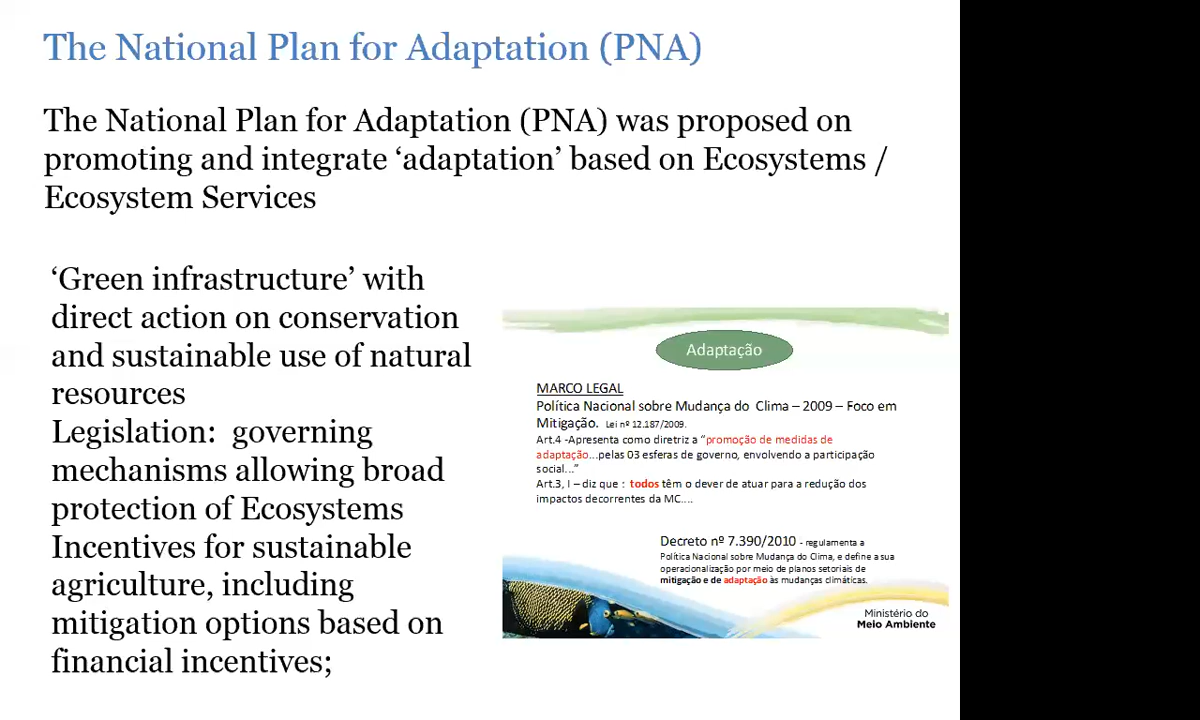 The National Plan for Adaptation (PNA)
The National Plan for Adaptation (PNA) was proposed on
promoting and integrate ‘adaptation’ based on Ecosystems /
Ecosystem Services
‘Green infrastructure’ with
direct action on conservation
and sustainable use of natural
resources
Legislation: governing
mechanisms allowing broad
protection of Ecosystems
Incentives for sustainable
agriculture, including
mitigation options based on
financial incentives;
Adaptação
MARCO LEGAL
Política Nacional sobre Mudança do Clima – 2009 – Foco em
Mitigação. Lei nº 12.187/2009.
Art.4 -Apresenta como diretriz a “promoção de medidas de
adaptação...pelas 03 esferas de governo, envolvendo a participação
social...”
Art.3, I – diz que : todos têm o dever de atuar para a redução dos
impactos decorrentes da MC....
Decreto nº 7.390/2010 - regulamenta a
Política Nacional sobre Mudança do Clima, e define a sua
operacionalização por meio de planos setoriais de
mitigação e de adaptação às mudanças climáticas.
Ministério do
Meio Ambiente